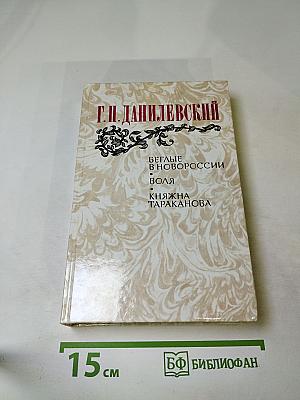 Г.П. ДАНИЛЕВСКИЙ
БЕГЛЫЕ
В НОВОРОССИИ
•
ВОЛЯ
•
КНЯЖНА
ТАРАКАНОВА
15 см
БФ БИБЛИОФАН